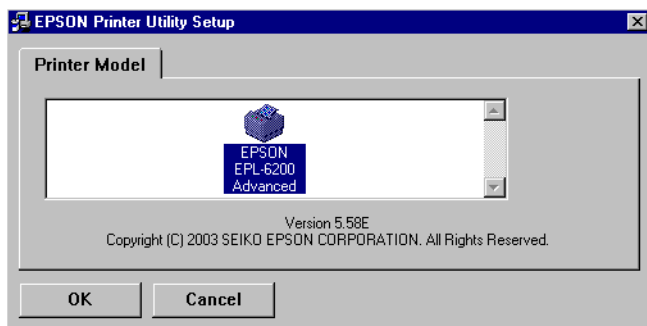 EPSON Printer Utility Setup
Printer Model
EPSON
EPL-6200
Advanced
Version 5.58E
Copyright (C) 2003 SEIKO EPSON CORPORATION. All Rights Reserved.
OK
Cancel